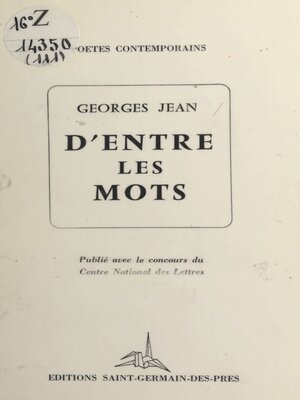 16° Z
14350
(111)
POETES CONTEMPORAINS
GEORGES JEAN
D'ENTRE
LES
MOTS
Publié avec le concours du
Centre National des Lettres
EDITIONS SAINT-GERMAIN-DES-PRES